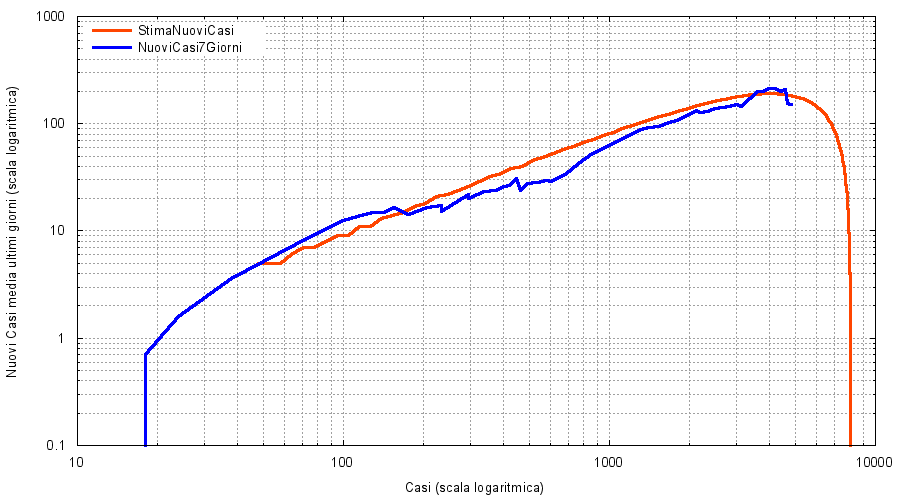 1000
StimaNuoviCasi
NuoviCasi7Giorni
100
10
1
0.1
Nuovi Casi media ultimi giorni (scala logaritmica)
10
100
1000
10000
Casi (scala logaritmica)